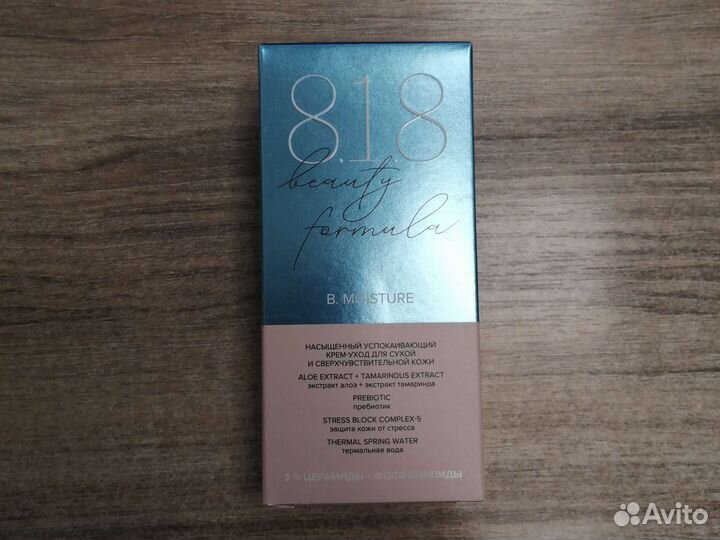 8.1.8
beauty
formula
B. MOISTURE
НАСЫЩЕННЫЙ УСПОКАИВАЮЩИЙ
КРЕМ-УХОД ДЛЯ СУХОЙ
И СВЕРХЧУВСТВИТЕЛЬНОЙ КОЖИ
ALOE EXTRACT + TAMARINDUS EXTRACT
экстракт алоэ + экстракт тамаринда
PREBIOTIC
пребиотик
STRESS BLOCK COMPLEX-5
защита кожи от стресса
THERMAL SPRING WATER
термальная вода
3 % ЦЕРАМИДЫ + ФОСФОЛИПИДЫ
Avito